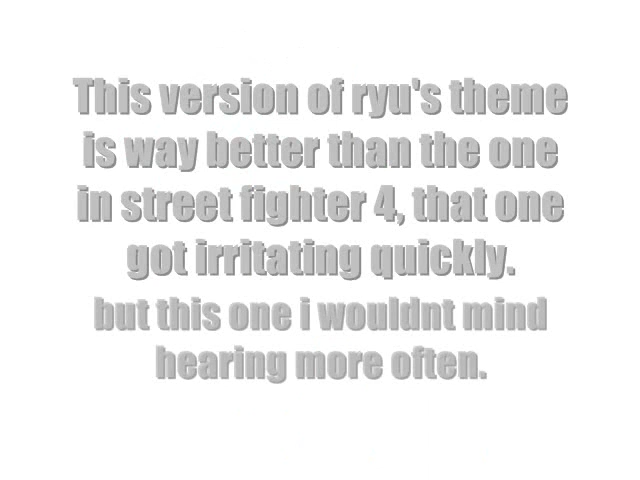 This version of ryu's theme
is way better than the one
in street fighter 4, that one
got irritating quickly.
but this one i wouldnt mind
hearing more often.